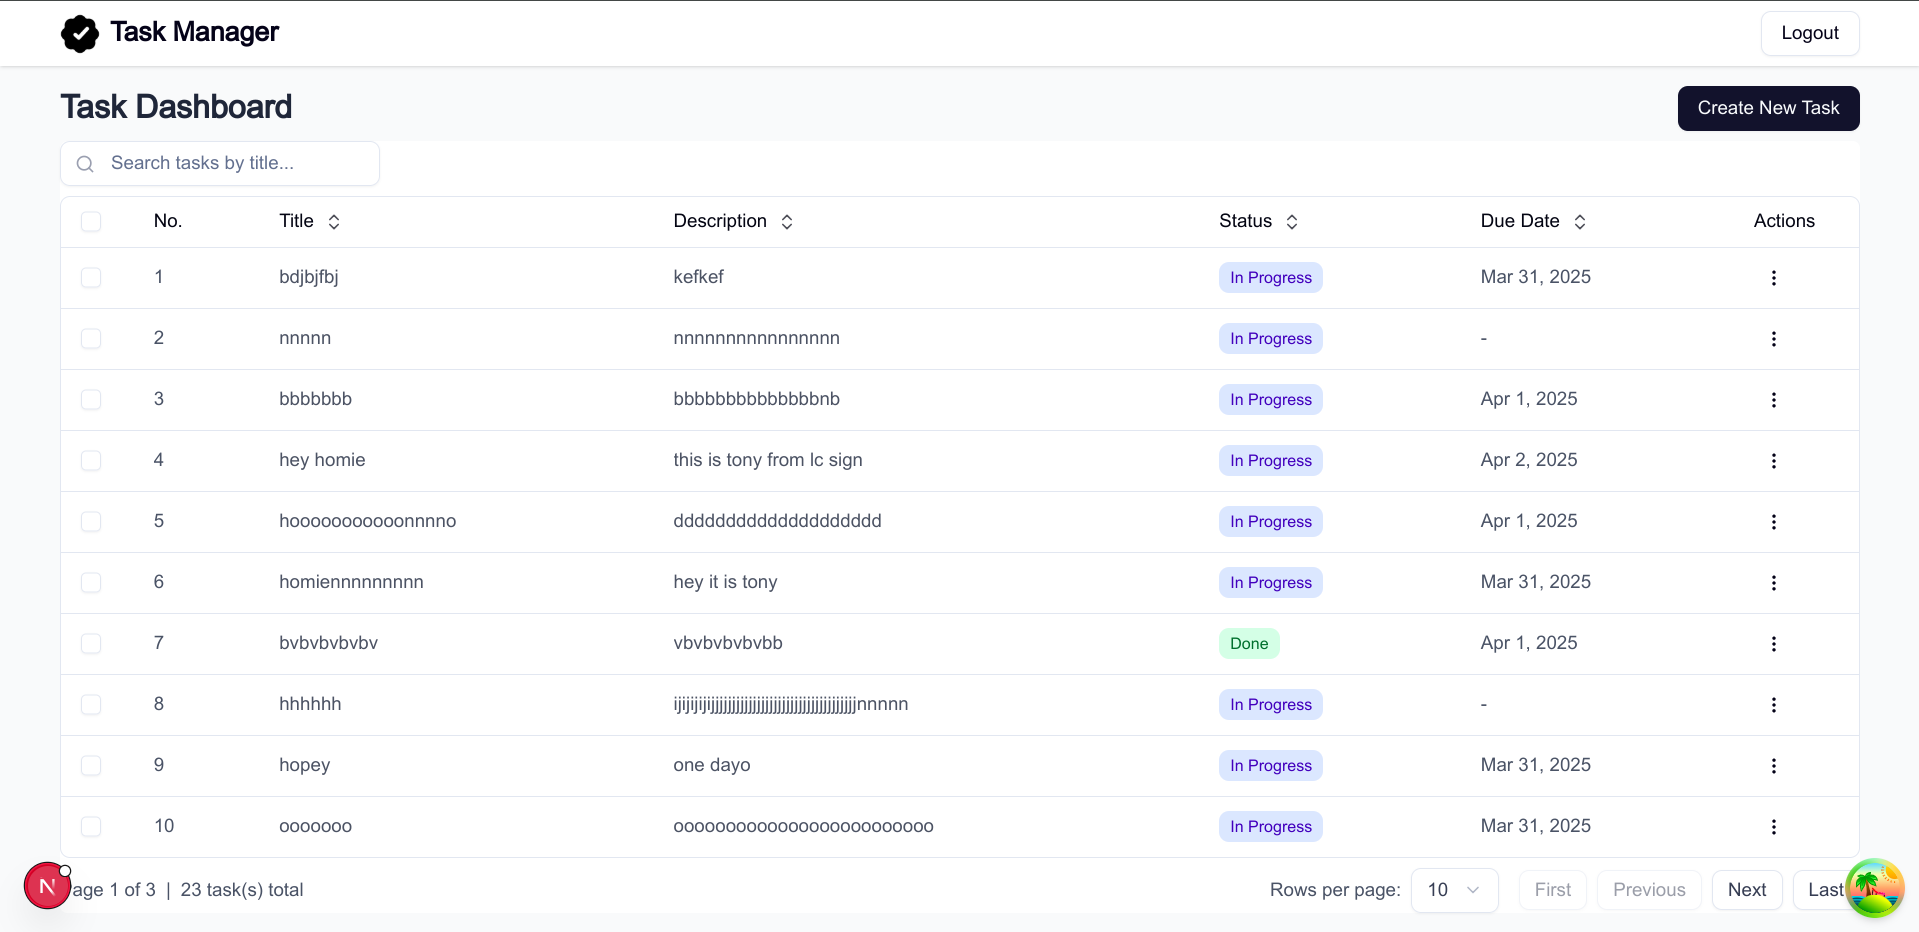 Task Manager
Logout
Task Dashboard
Create New Task
Search tasks by title...
No. Title Description Status Due Date Actions
1 bdjbjfbj kefkef In Progress Mar 31, 2025
2 nnnnn nnnnnnnnnnnnnnnn In Progress -
3 bbbbbbb bbbbbbbbbbbbbbnb In Progress Apr 1, 2025
4 hey homie this is tony from lc sign In Progress Apr 2, 2025
5 hooooooooooonnnno dddddddddddddddddddd In Progress Apr 1, 2025
6 homiennnnnnnnn hey it is tony In Progress Mar 31, 2025
7 bvbvbvbvbv vbvbvbvbvbb Done Apr 1, 2025
8 hhhhhh In Progress -
9 hopey one dayo In Progress Mar 31, 2025
10 ooooooo ooooooooooooooooooooooooo In Progress Mar 31, 2025
N age 1 of 3 | 23 task(s) total Rows per page: 10 First Previous Next Last